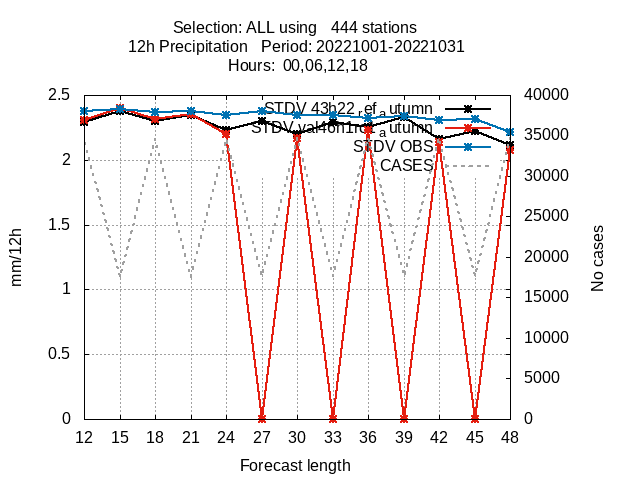 Selection: ALL using 444 stations
12h Precipitation Period: 20221001-20221031
Hours: 00,06,12,18
2.5
2
1.5
1
0.5
0
40000
35000
30000
25000
20000
15000
10000
5000
0
STDV 43h22_ref_autumn
STDV OBS
CASES
mm/12h
No cases
12 15 18 21 24 27 30 33 36 39 42 45 48
Forecast length